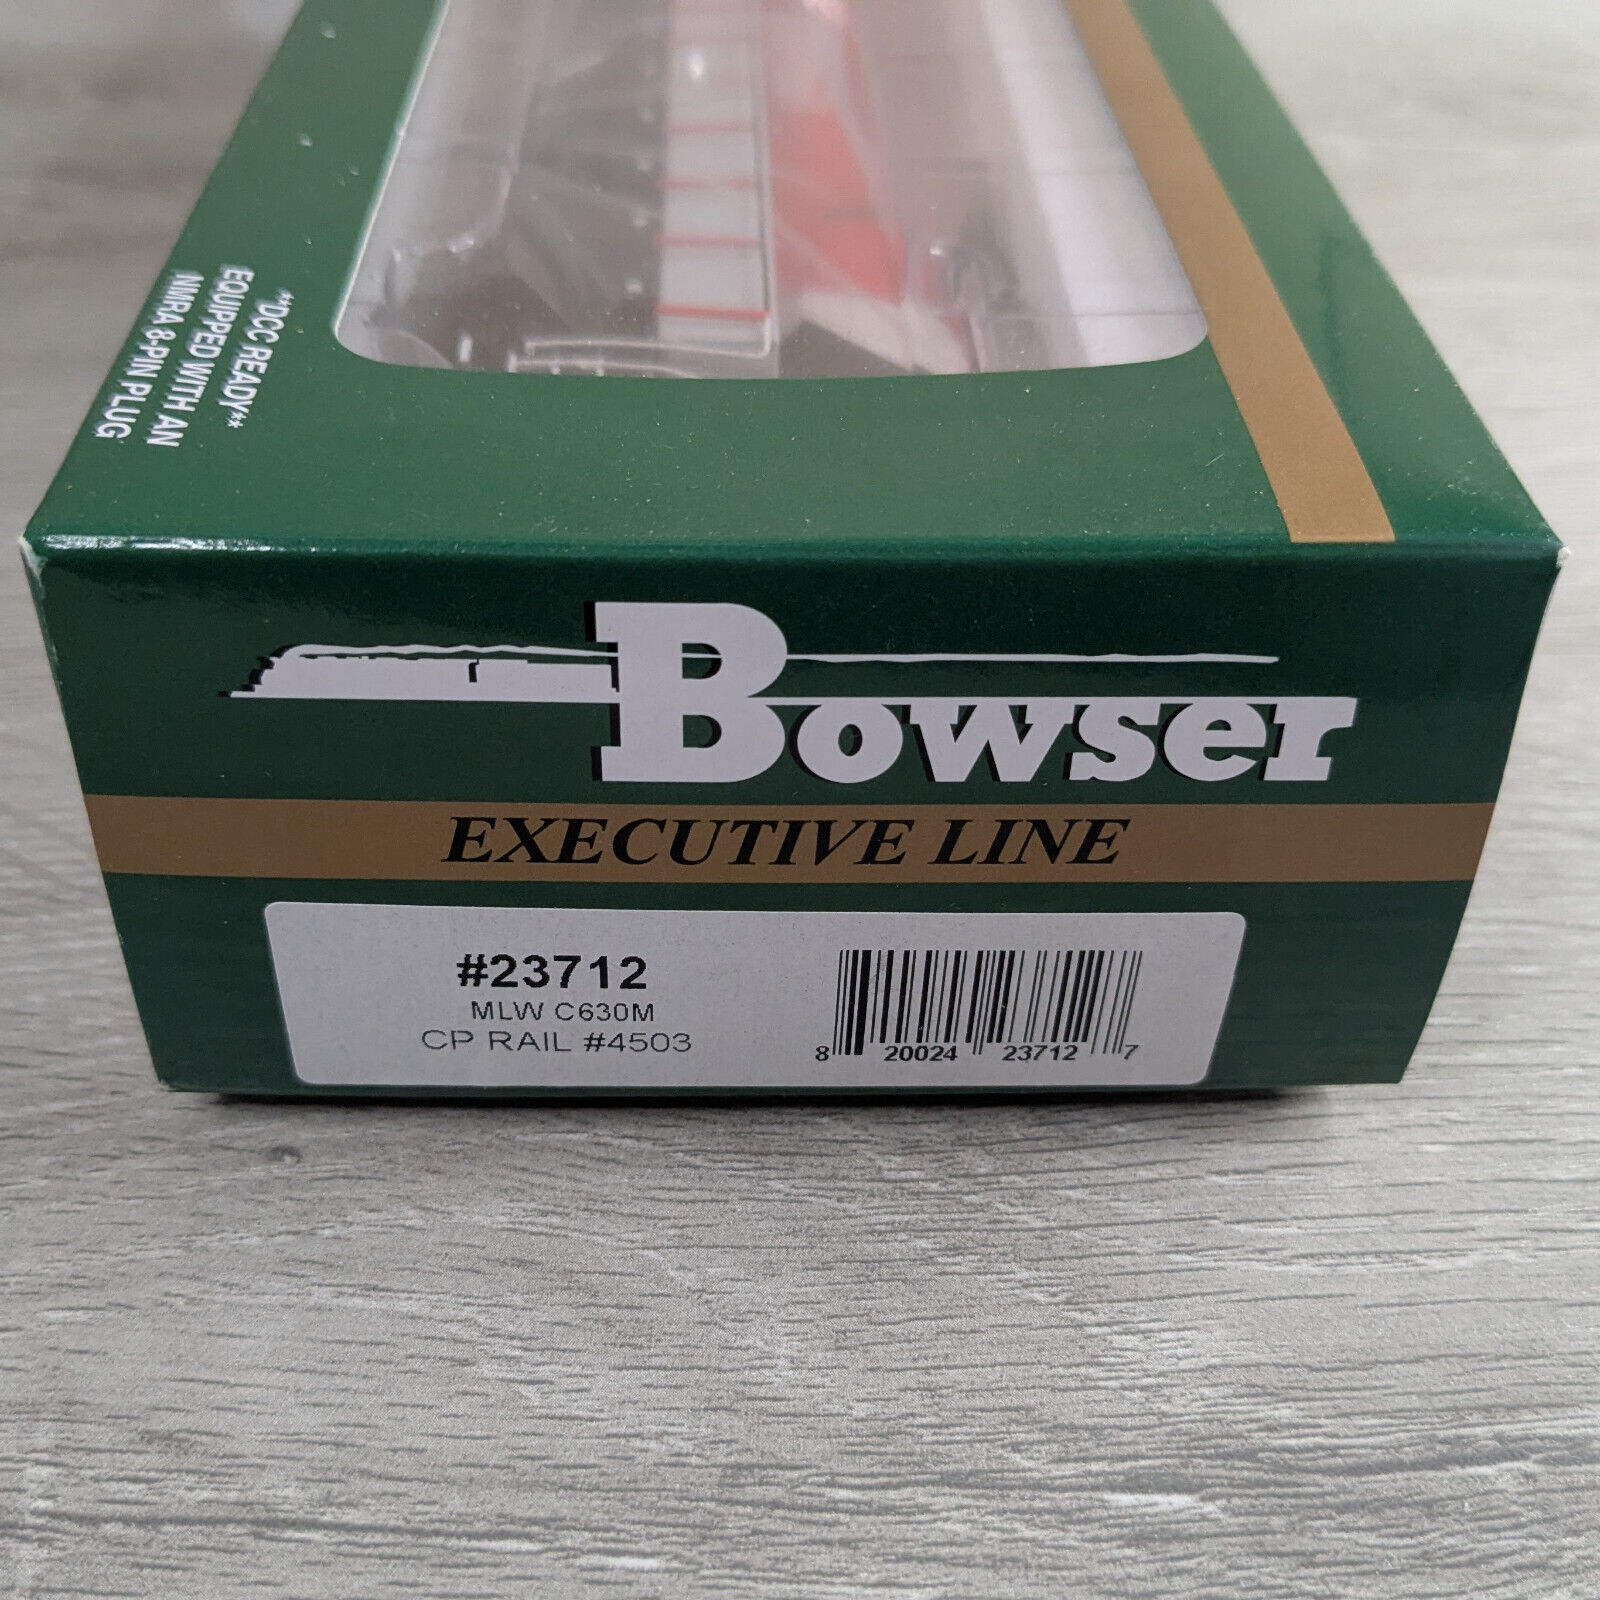 **DCC READY**
EQUIPPED WITH AN
NMRA 8-PIN PLUG
Bowser
EXECUTIVE LINE
#23712
MLW C630M
CP RAIL #4503
8 20024 23712 7